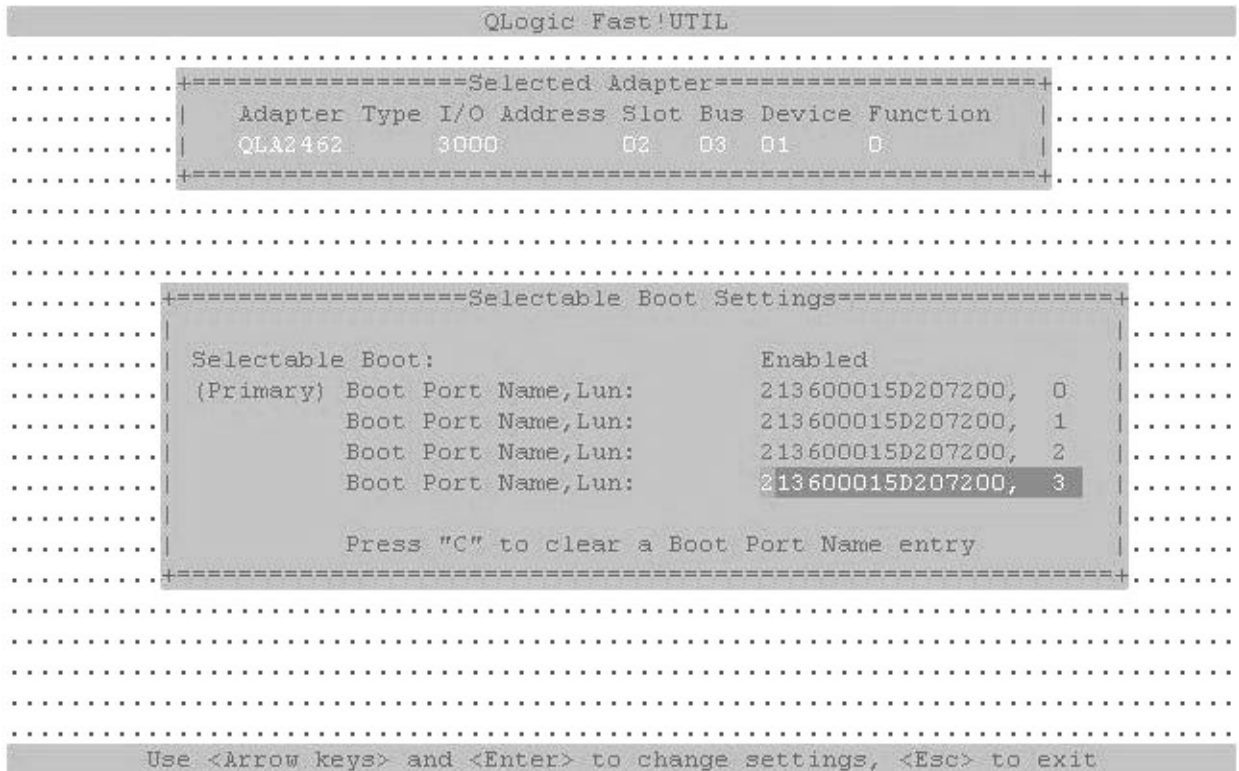 QLogic Fast!UTIL
Selected Adapter
Adapter Type I/O Address Slot Bus Device Function
QLA2462 3000 02 03 01 0
Selectable Boot Settings
Selectable Boot: Enabled
(Primary) Boot Port Name,Lun: 213600015D207200, 0
Boot Port Name,Lun: 213600015D207200, 1
Boot Port Name,Lun: 213600015D207200, 2
Boot Port Name,Lun: 213600015D207200, 3
Press "C" to clear a Boot Port Name entry
Use <Arrow keys> and <Enter> to change settings, <Esc> to exit